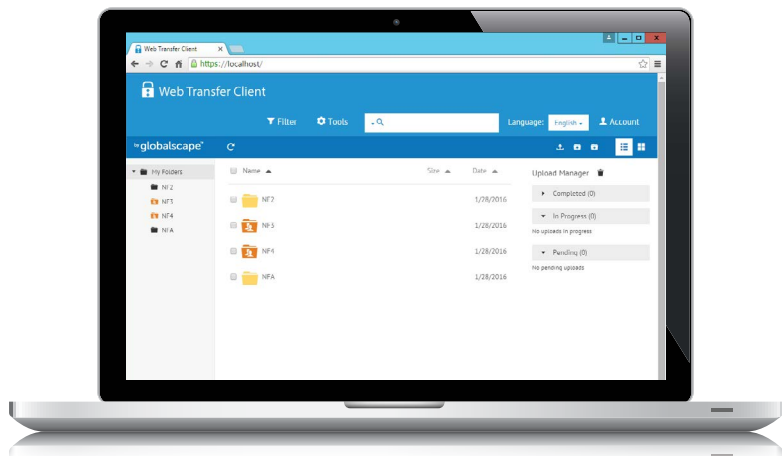 Web Transfer Client
https://localhost/
Web Transfer Client
Filter Tools Language: English Account
by globalscape
My Folders
NF2
NF3
NF4
NFA
Name Size Date
NF2 1/28/2016
NF3 1/28/2016
NF4 1/28/2016
NFA 1/28/2016
Upload Manager
Completed (0)
In Progress (0)
No uploads in progress
Pending (0)
No pending uploads